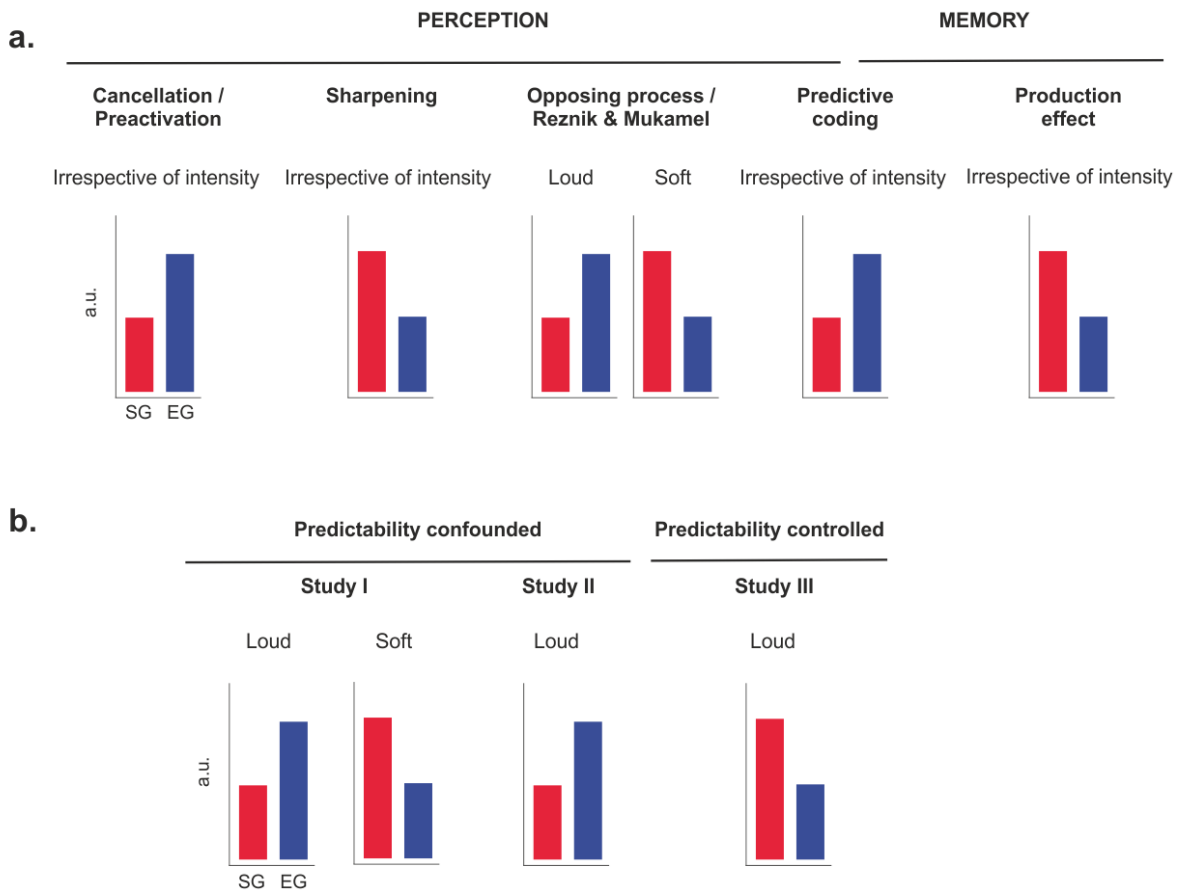 PERCEPTION
MEMORY
a.
Cancellation /
Preactivation
Sharpening
Opposing process /
Reznik & Mukamel
Predictive
coding
Production
effect
Irrespective of intensity
Irrespective of intensity
Loud
Soft
Irrespective of intensity
Irrespective of intensity
a.u.
SG EG
b.
Predictability confounded
Predictability controlled
Study I
Study II
Study III
Loud
Soft
Loud
Loud
a.u.
SG EG